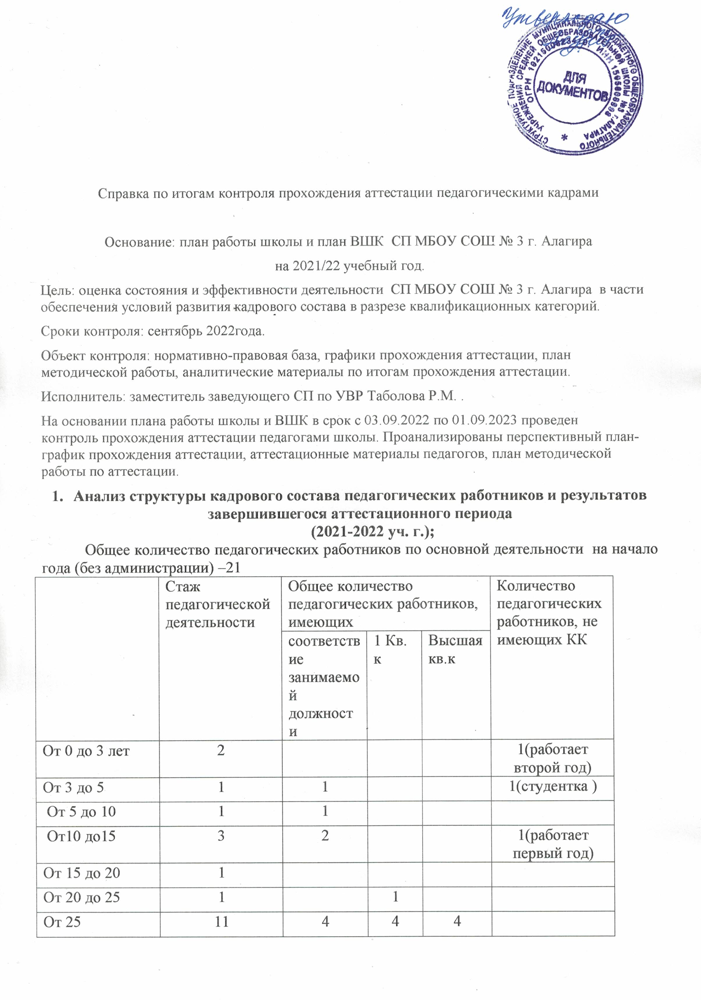 Утверждаю
СТРУКТУРНОЕ ПОДРАЗДЕЛЕНИЕ МУНИЦИПАЛЬНОГО БЮДЖЕТНОГО ОБЩЕОБРАЗОВАТЕЛЬНОГО
УЧРЕЖДЕНИЯ СРЕДНЕЙ ОБЩЕОБРАЗОВАТЕЛЬНОЙ ШКОЛЫ №3 Г.АЛАГИРА
ОГРН ИНН
ДЛЯ
ДОКУМЕНТОВ
*
Справка по итогам контроля прохождения аттестации педагогическими кадрами
Основание: план работы школы и план ВШК СП МБОУ СОШ № 3 г. Алагира
на 2021/22 учебный год.
Цель: оценка состояния и эффективности деятельности СП МБОУ СОШ № 3 г. Алагира в части
обеспечения условий развития кадрового состава в разрезе квалификационных категорий.
Сроки контроля: сентябрь 2022года.
Объект контроля: нормативно-правовая база, графики прохождения аттестации, план
методической работы, аналитические материалы по итогам прохождения аттестации.
Исполнитель: заместитель заведующего СП по УВР Таболова Р.М. .
На основании плана работы школы и ВШК в срок с 03.09.2022 по 01.09.2023 проведен
контроль прохождения аттестации педагогами школы. Проанализированы перспективный план-
график прохождения аттестации, аттестационные материалы педагогов, план методической
работы по аттестации.
1. Анализ структуры кадрового состава педагогических работников и результатов
завершившегося аттестационного периода
(2021-2022 уч. г.);
Общее количество педагогических работников по основной деятельности на начало
года (без администрации) –21
Стаж
педагогической
деятельности
Общее количество
педагогических работников,
имеющих
Количество
педагогических
работников, не
имеющих КК
соответств
ие
занимаемо
й
должност
и
1 Кв.
к
Высшая
кв.к
От 0 до 3 лет 2 1(работает
второй год)
От 3 до 5 1 1 1(студентка )
От 5 до 10 1 1
От10 до15 3 2 1(работает
первый год)
От 15 до 20 1
От 20 до 25 1 1
От 25 11 4 4 4